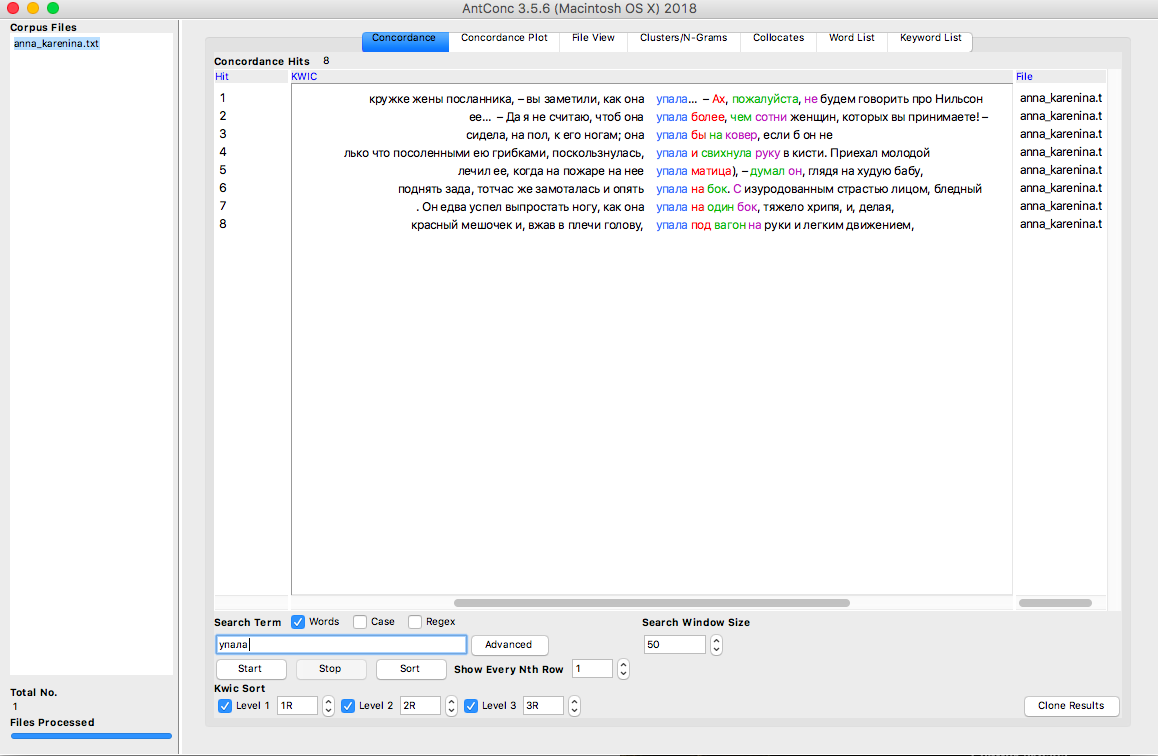 AntConc 3.5.6 (Macintosh OS X) 2018
Corpus Files
anna_karenina.txt
Concordance Concordance Plot File View Clusters/N-Grams Collocates Word List Keyword List
Concordance Hits 8
Hit KWIC File
1 кружке жены посланника, – вы заметили, как она упала... – Ах, пожалуйста, не будем говорить про Нильсон anna_karenina.t
2 ее... – Да я не считаю, чтоб она упала более, чем сотни женщин, которых вы принимаете! – anna_karenina.t
3 сидела, на пол, к его ногам; она упала бы на ковер, если б он не anna_karenina.t
4 лько что посоленными ею грибками, поскользнулась, упала и свихнула руку в кисти. Приехал молодой anna_karenina.t
5 лечил ее, когда на пожаре на нее упала матица), – думал он, глядя на худую бабу, anna_karenina.t
6 поднять зада, тотчас же замоталась и опять упала на бок. С изуродованным страстью лицом, бледный anna_karenina.t
7 . Он едва успел выпростать ногу, как она упала на один бок, тяжело хрипя, и, делая, anna_karenina.t
8 красный мешочек и, вжав в плечи голову, упала под вагон на руки и легким движением, anna_karenina.t
Search Term Words Case Regex Search Window Size
упала Advanced 50
Start Stop Sort Show Every Nth Row 1
Kwic Sort
Level 1 1R Level 2 2R Level 3 3R Clone Results
Total No.
1
Files Processed